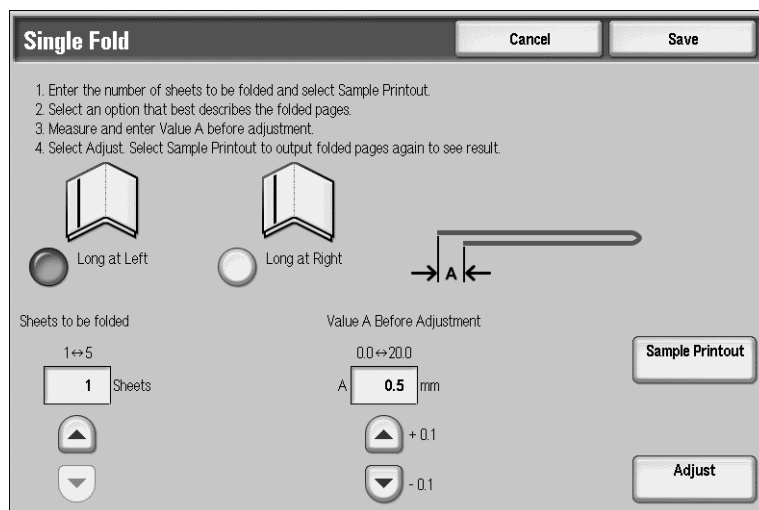 Single Fold
Cancel
Save
1. Enter the number of sheets to be folded and select Sample Printout.
2. Select an option that best describes the folded pages.
3. Measure and enter Value A before adjustment.
4. Select Adjust. Select Sample Printout to output folded pages again to see result.
Long at Left
Long at Right
A
Sheets to be folded
Value A Before Adjustment
1↔5
0.0↔20.0
Sample Printout
1 Sheets
A 0.5 mm
+ 0.1
- 0.1
Adjust